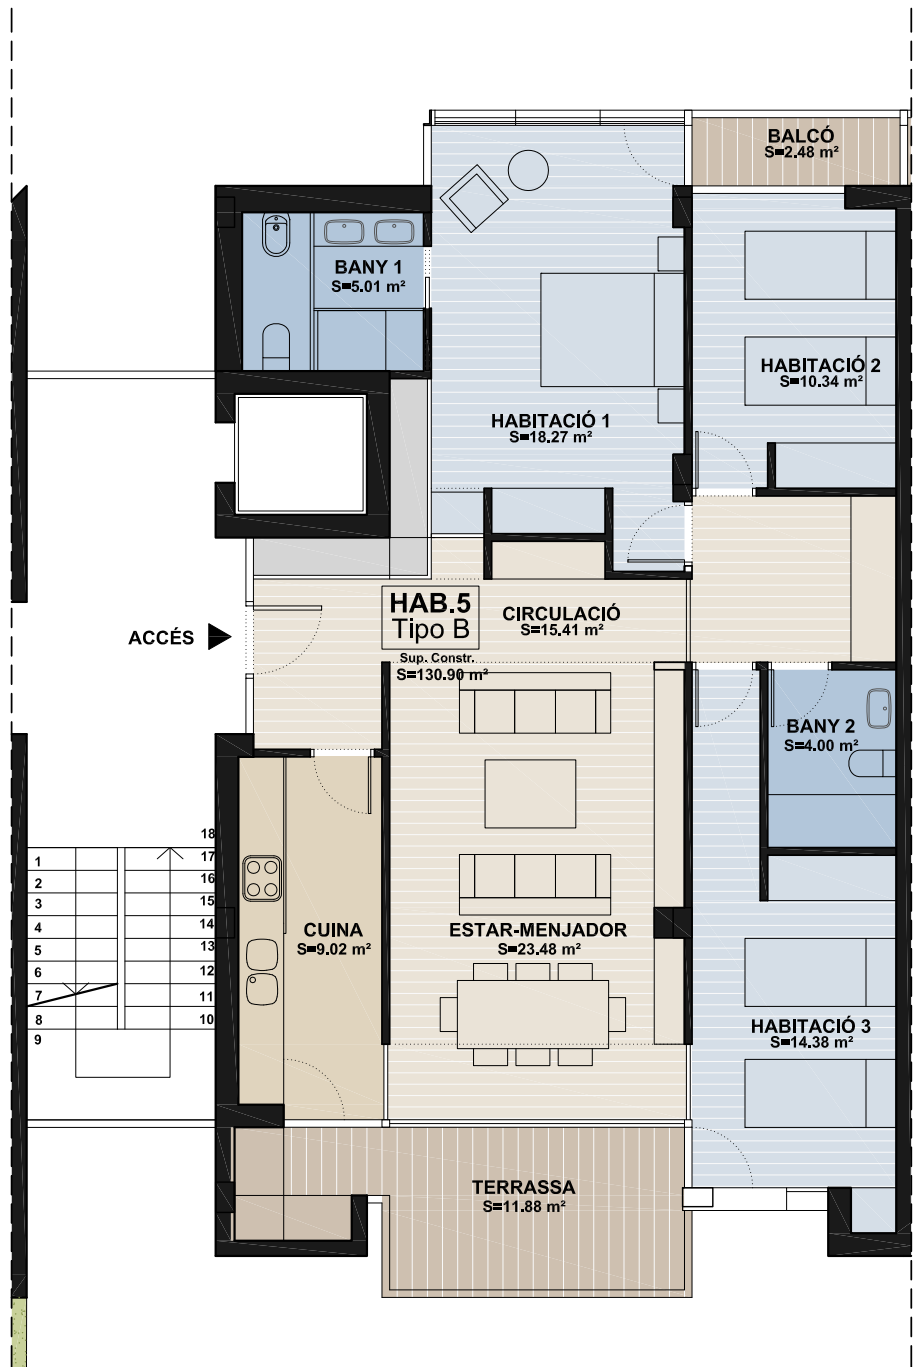 BALCÓ
S=2.48 m²
BANY 1
S=5.01 m²
HABITACIÓ 2
S=10.34 m²
HABITACIÓ 1
S=18.27 m²
HAB.5
Tipo B
Sup. Constr.
S=130.90 m²
CIRCULACIÓ
S=15.41 m²
ACCÉS
BANY 2
S=4.00 m²
CUINA
S=9.02 m²
ESTAR-MENJADOR
S=23.48 m²
HABITACIÓ 3
S=14.38 m²
TERRASSA
S=11.88 m²
1
2
3
4
5
6
7
8
9
18
17
16
15
14
13
12
11
10